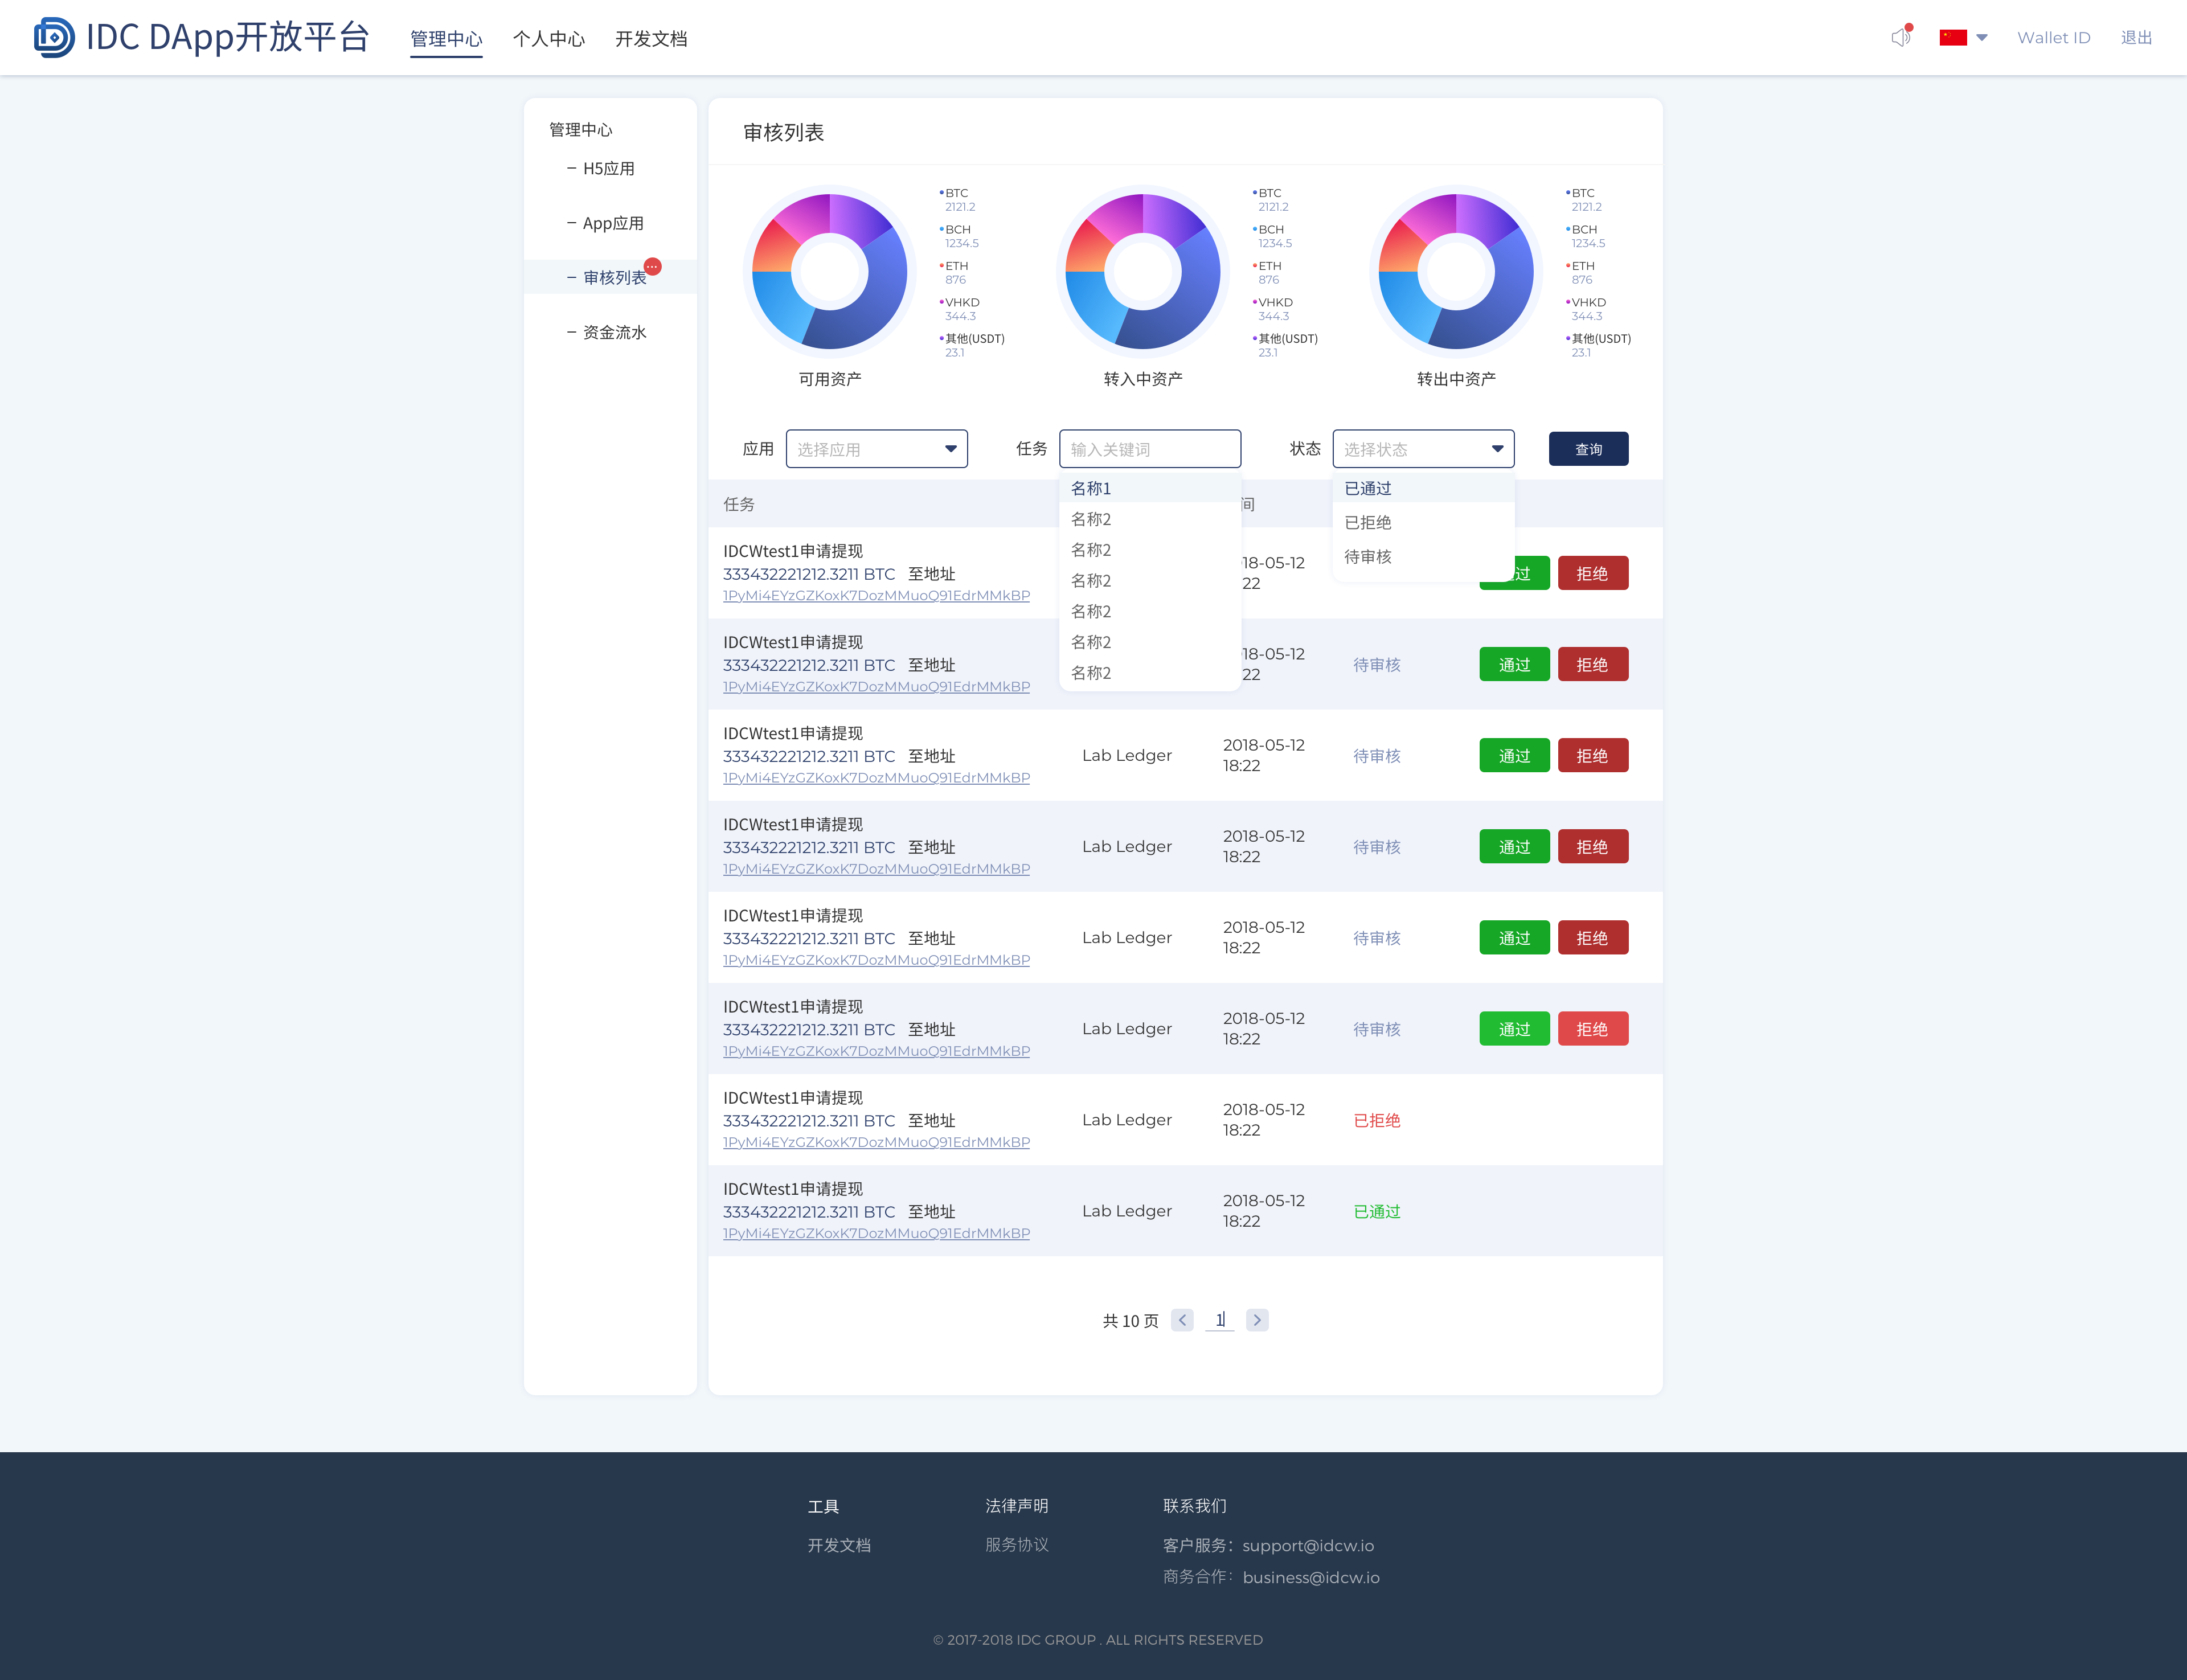 IDC DApp开放平台
管理中心 个人中心 开发文档
Wallet ID 退出
管理中心
H5应用
App应用
审核列表
资金流水
审核列表
BTC
2121.2
BCH
1234.5
ETH
876
VHKD
344.3
其他(USDT)
23.1
可用资产
BTC
2121.2
BCH
1234.5
ETH
876
VHKD
344.3
其他(USDT)
23.1
转入中资产
BTC
2121.2
BCH
1234.5
ETH
876
VHKD
344.3
其他(USDT)
23.1
转出中资产
应用 选择应用 任务 输入关键词 状态 选择状态 查询
名称1
名称2
名称2
名称2
名称2
名称2
名称2
已通过
已拒绝
待审核
任务 间
IDCWtest1申请提现
333432221212.3211 BTC 至地址
1PyMi4EYzGZKoxK7DozMMuoQ91EdrMMkBP
18-05-12
22
过 拒绝
IDCWtest1申请提现
333432221212.3211 BTC 至地址
1PyMi4EYzGZKoxK7DozMMuoQ91EdrMMkBP
18-05-12
22
待审核 通过 拒绝
IDCWtest1申请提现
333432221212.3211 BTC 至地址
1PyMi4EYzGZKoxK7DozMMuoQ91EdrMMkBP
Lab Ledger
2018-05-12
18:22
待审核 通过 拒绝
IDCWtest1申请提现
333432221212.3211 BTC 至地址
1PyMi4EYzGZKoxK7DozMMuoQ91EdrMMkBP
Lab Ledger
2018-05-12
18:22
待审核 通过 拒绝
IDCWtest1申请提现
333432221212.3211 BTC 至地址
1PyMi4EYzGZKoxK7DozMMuoQ91EdrMMkBP
Lab Ledger
2018-05-12
18:22
待审核 通过 拒绝
IDCWtest1申请提现
333432221212.3211 BTC 至地址
1PyMi4EYzGZKoxK7DozMMuoQ91EdrMMkBP
Lab Ledger
2018-05-12
18:22
待审核 通过 拒绝
IDCWtest1申请提现
333432221212.3211 BTC 至地址
1PyMi4EYzGZKoxK7DozMMuoQ91EdrMMkBP
Lab Ledger
2018-05-12
18:22
已拒绝
IDCWtest1申请提现
333432221212.3211 BTC 至地址
1PyMi4EYzGZKoxK7DozMMuoQ91EdrMMkBP
Lab Ledger
2018-05-12
18:22
已通过
共 10 页 1
工具
开发文档
法律声明
服务协议
联系我们
客户服务：support@idcw.io
商务合作：business@idcw.io
© 2017-2018 IDC GROUP . ALL RIGHTS RESERVED